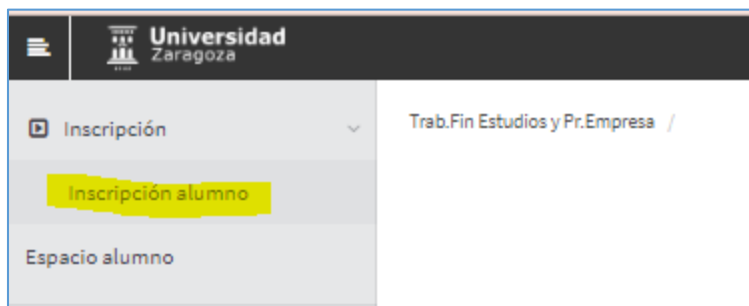 Universidad
Zaragoza
Inscripción
Trab.Fin Estudios y Pr.Empresa /
Inscripción alumno
Espacio alumno